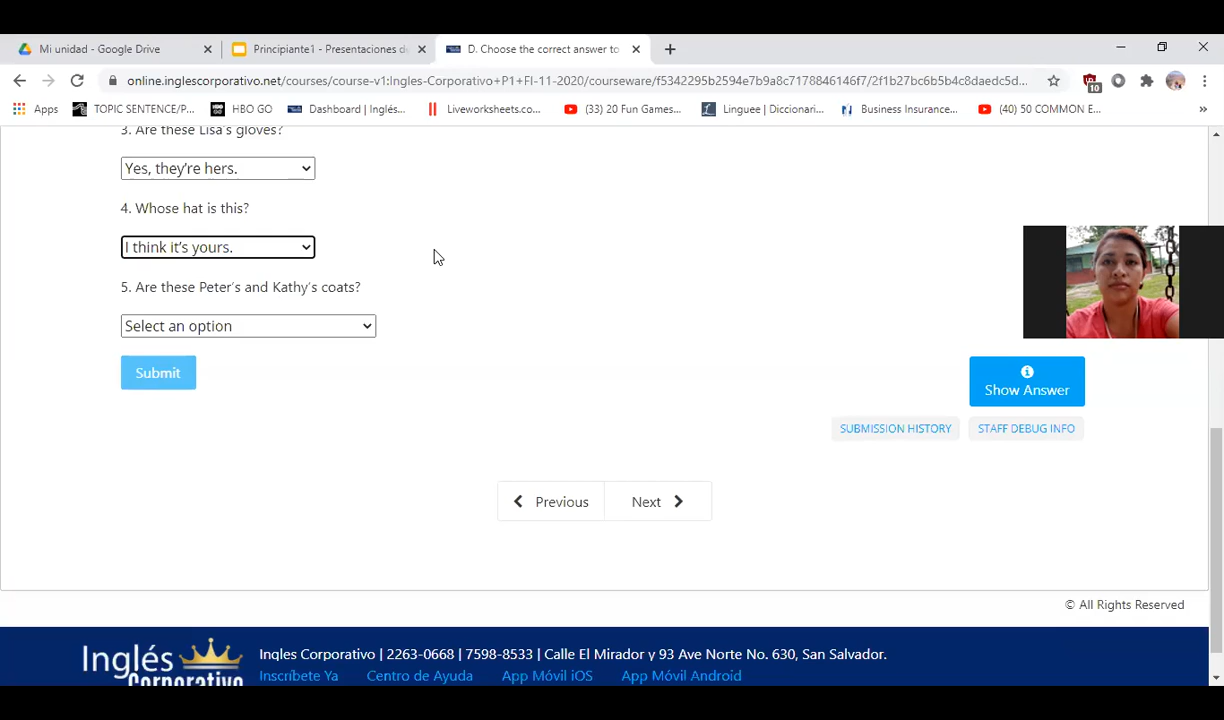 Mi unidad - Google Drive
Principiante1 - Presentaciones de
D. Choose the correct answer to
online.inglescorporativo.net/courses/course-v1:Ingles-Corporativo+P1+FI-11-2020/courseware/f5342295b2594e7b9a8c7178846146f7/2f1b27bc6b5b4c8daedc5d...
10
Apps
TOPIC SENTENCE/P...
HBO GO
Dashboard | Inglés...
Liveworksheets.co...
(33) 20 Fun Games...
Linguee | Diccionari...
Business Insurance...
(40) 50 COMMON E...
»
3. Are these Lisa's gloves?
Yes, they're hers.
4. Whose hat is this?
I think it's yours.
5. Are these Peter's and Kathy's coats?
Select an option
Submit
Show Answer
SUBMISSION HISTORY
STAFF DEBUG INFO
Previous
Next
© All Rights Reserved
Inglés Corporativo
Ingles Corporativo | 2263-0668 | 7598-8533 | Calle El Mirador y 93 Ave Norte No. 630, San Salvador.
Inscríbete Ya
Centro de Ayuda
App Móvil iOS
App Móvil Android